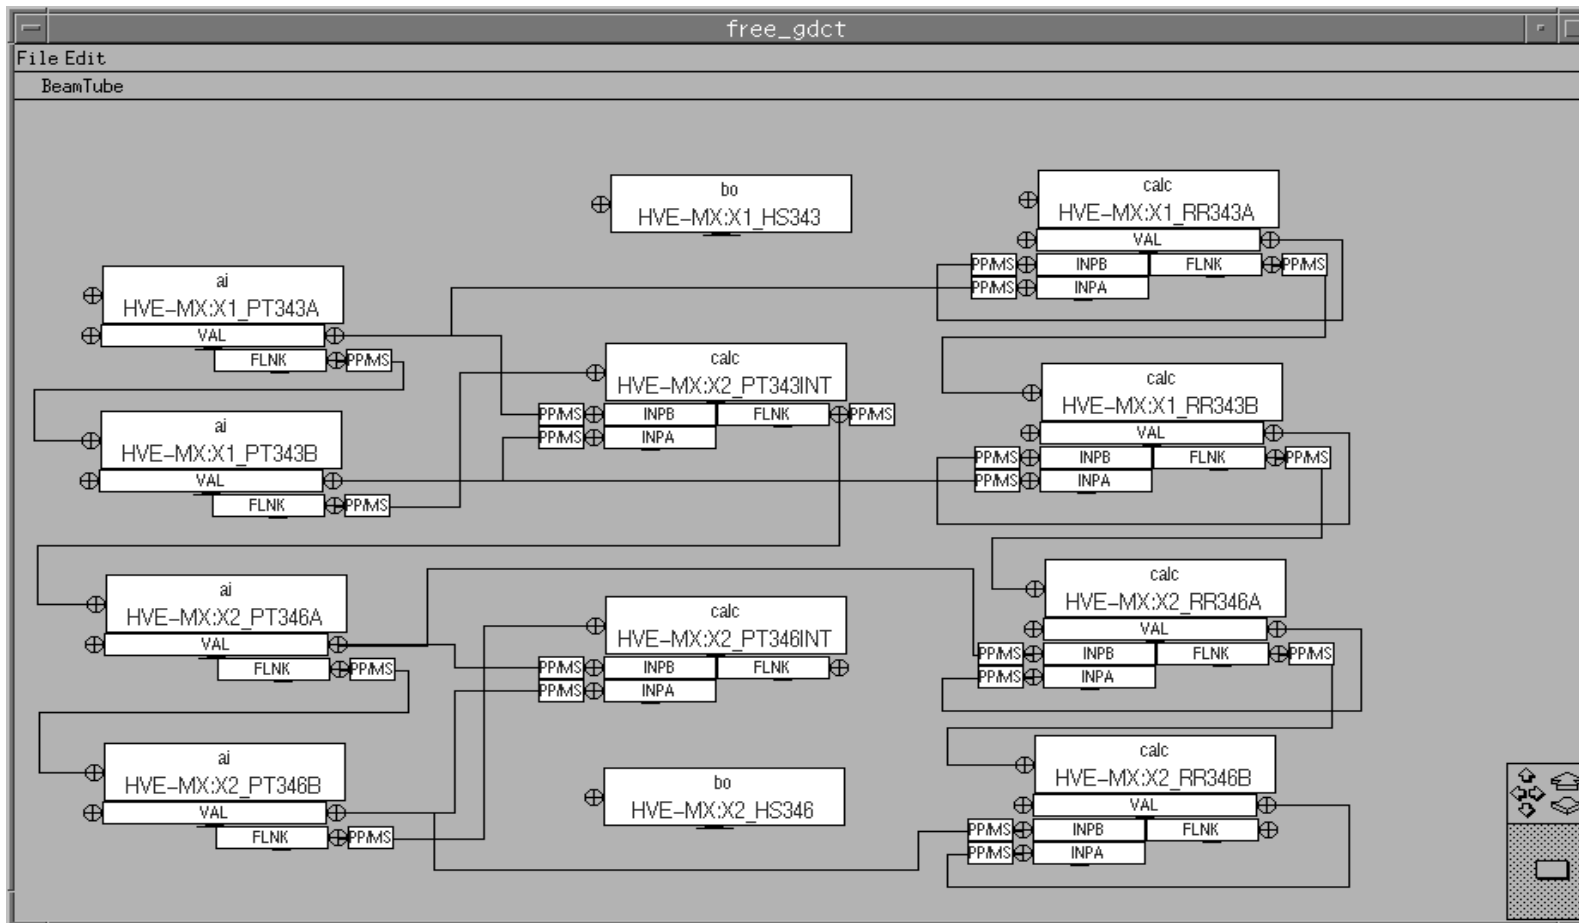 free_gdct
File Edit
BeamTube
bo
HVE-MX:X1_HS343
calc
HVE-MX:X1_RR343A
VAL
PP/MS INPB FLNK PP/MS
PP/MS INPA
ai
HVE-MX:X1_PT343A
VAL
FLNK PP/MS
calc
HVE-MX:X2_PT343INT
PP/MS INPB FLNK PP/MS
PP/MS INPA
calc
HVE-MX:X1_RR343B
VAL
PP/MS INPB FLNK PP/MS
PP/MS INPA
ai
HVE-MX:X1_PT343B
VAL
FLNK PP/MS
ai
HVE-MX:X2_PT346A
VAL
FLNK PP/MS
calc
HVE-MX:X2_PT346INT
PP/MS INPB FLNK
PP/MS INPA
calc
HVE-MX:X2_RR346A
VAL
PP/MS INPB FLNK PP/MS
PP/MS INPA
ai
HVE-MX:X2_PT346B
VAL
FLNK PP/MS
bo
HVE-MX:X2_HS346
calc
HVE-MX:X2_RR346B
VAL
PP/MS INPB FLNK
PP/MS INPA